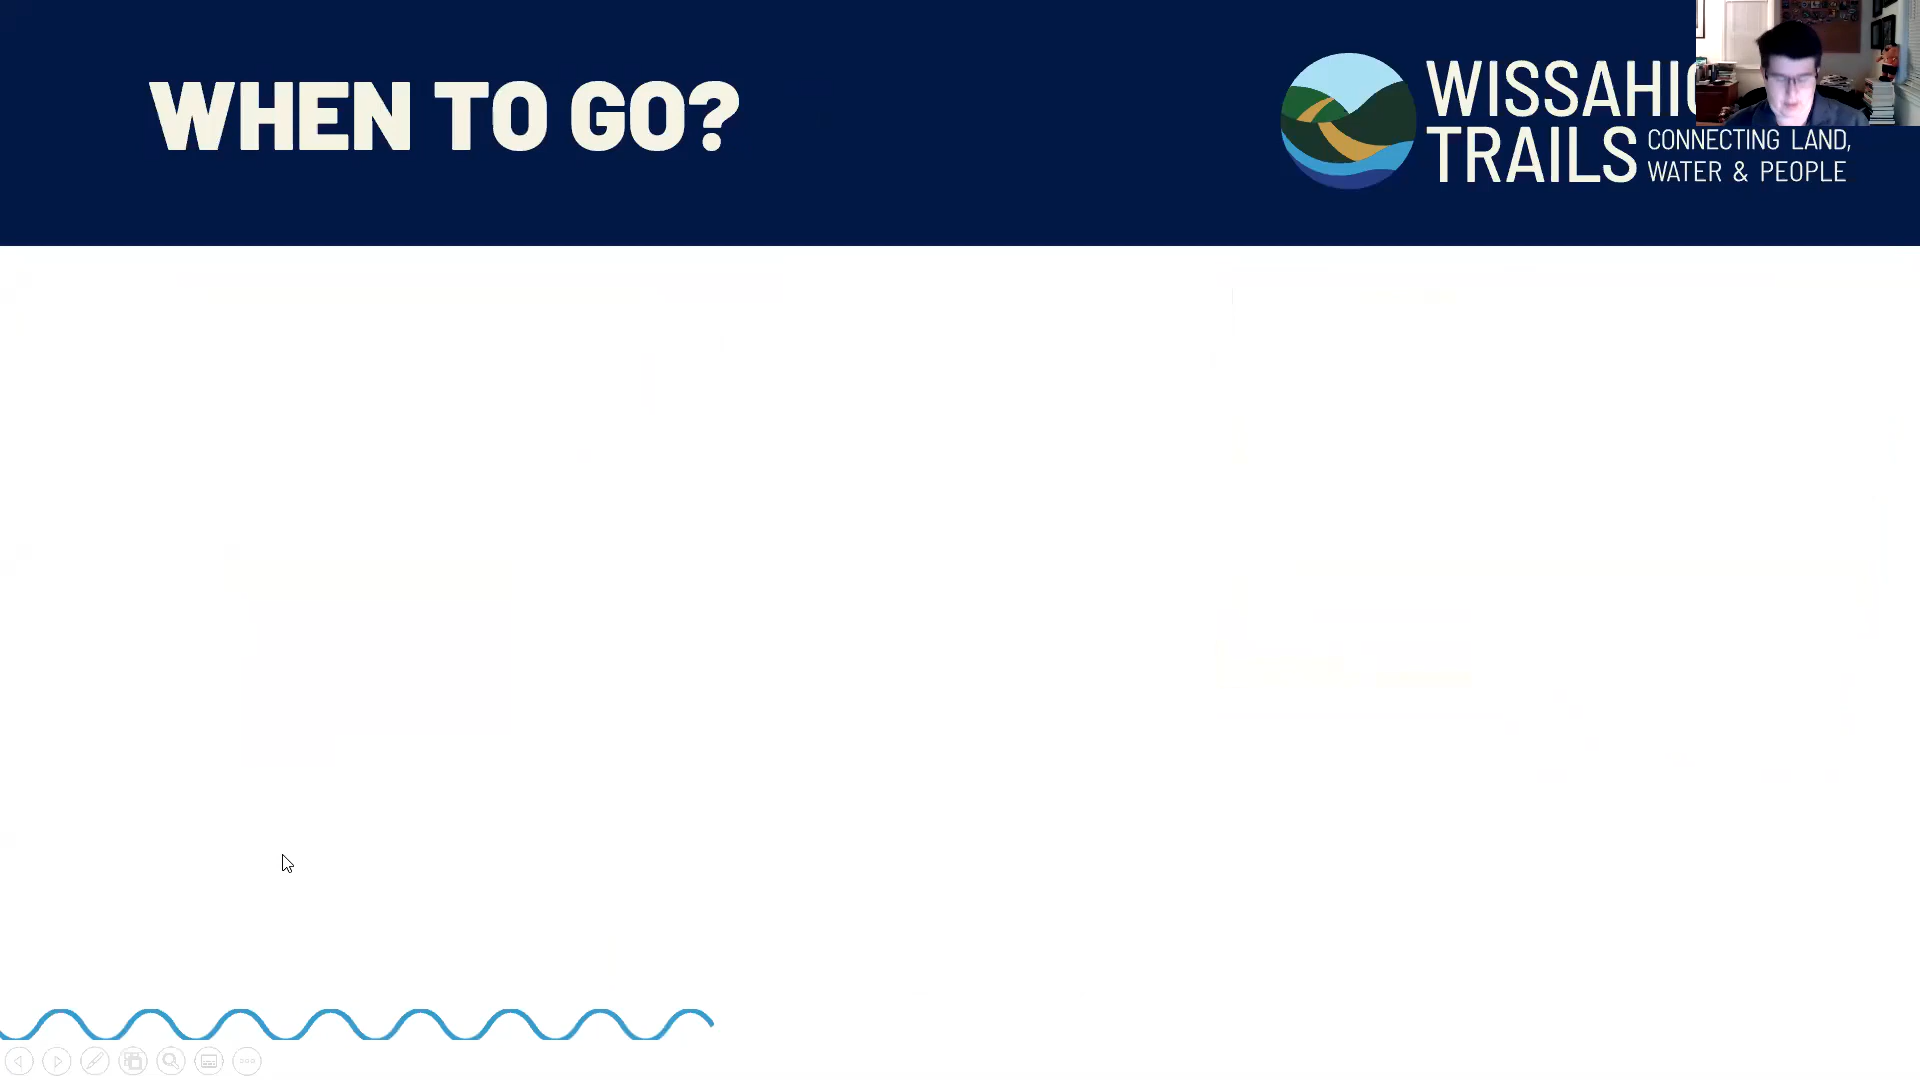 WHEN TO GO?
WISSAHIC
TRAILS
CONNECTING LAND,
WATER & PEOPLE